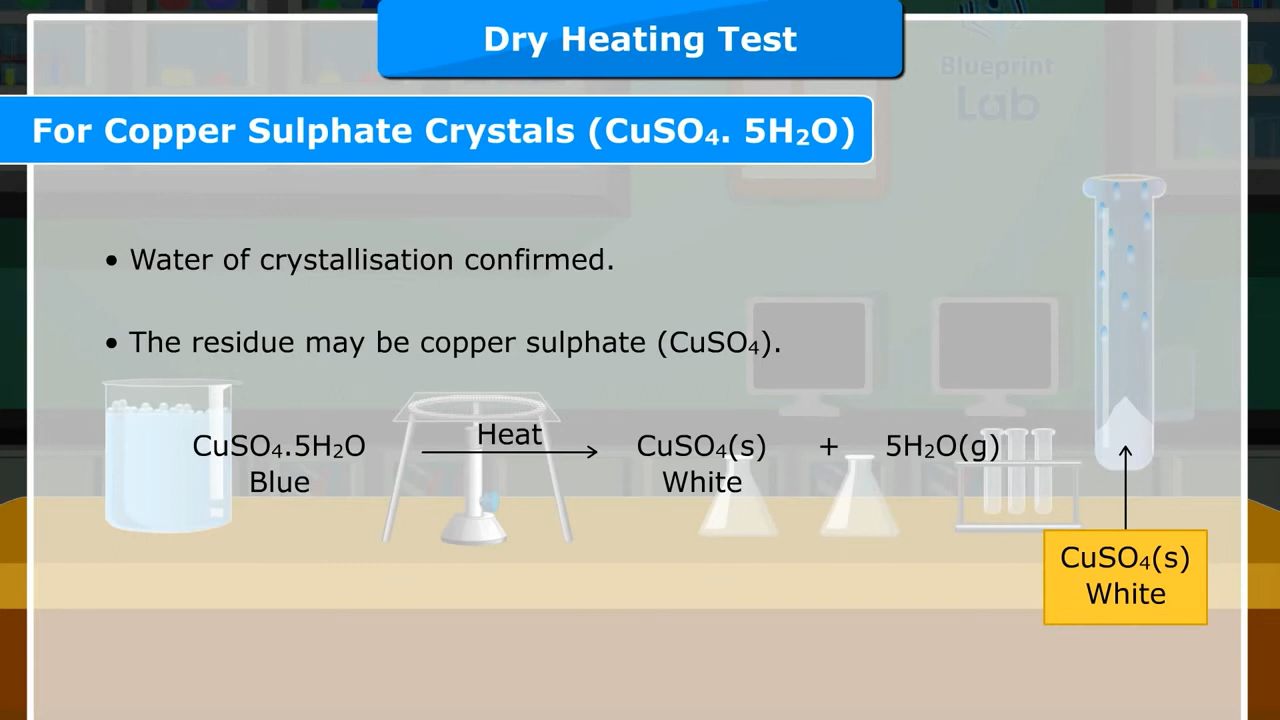 Dry Heating Test
Blueprint
Lab
For Copper Sulphate Crystals (CuSO₄. 5H₂O)
• Water of crystallisation confirmed.
• The residue may be copper sulphate (CuSO₄).
CuSO₄.5H₂O Heat CuSO₄(s) + 5H₂O(g)
Blue White
CuSO₄(s)
White